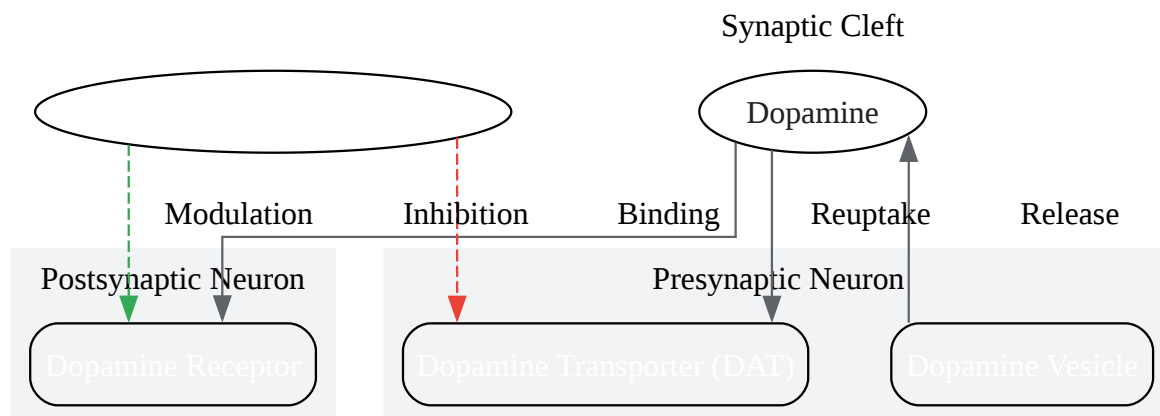 Synaptic Cleft
Dopamine
Modulation
Inhibition
Binding
Reuptake
Release
Postsynaptic Neuron
Presynaptic Neuron
Dopamine Receptor
Dopamine Transporter (DAT)
Dopamine Vesicle